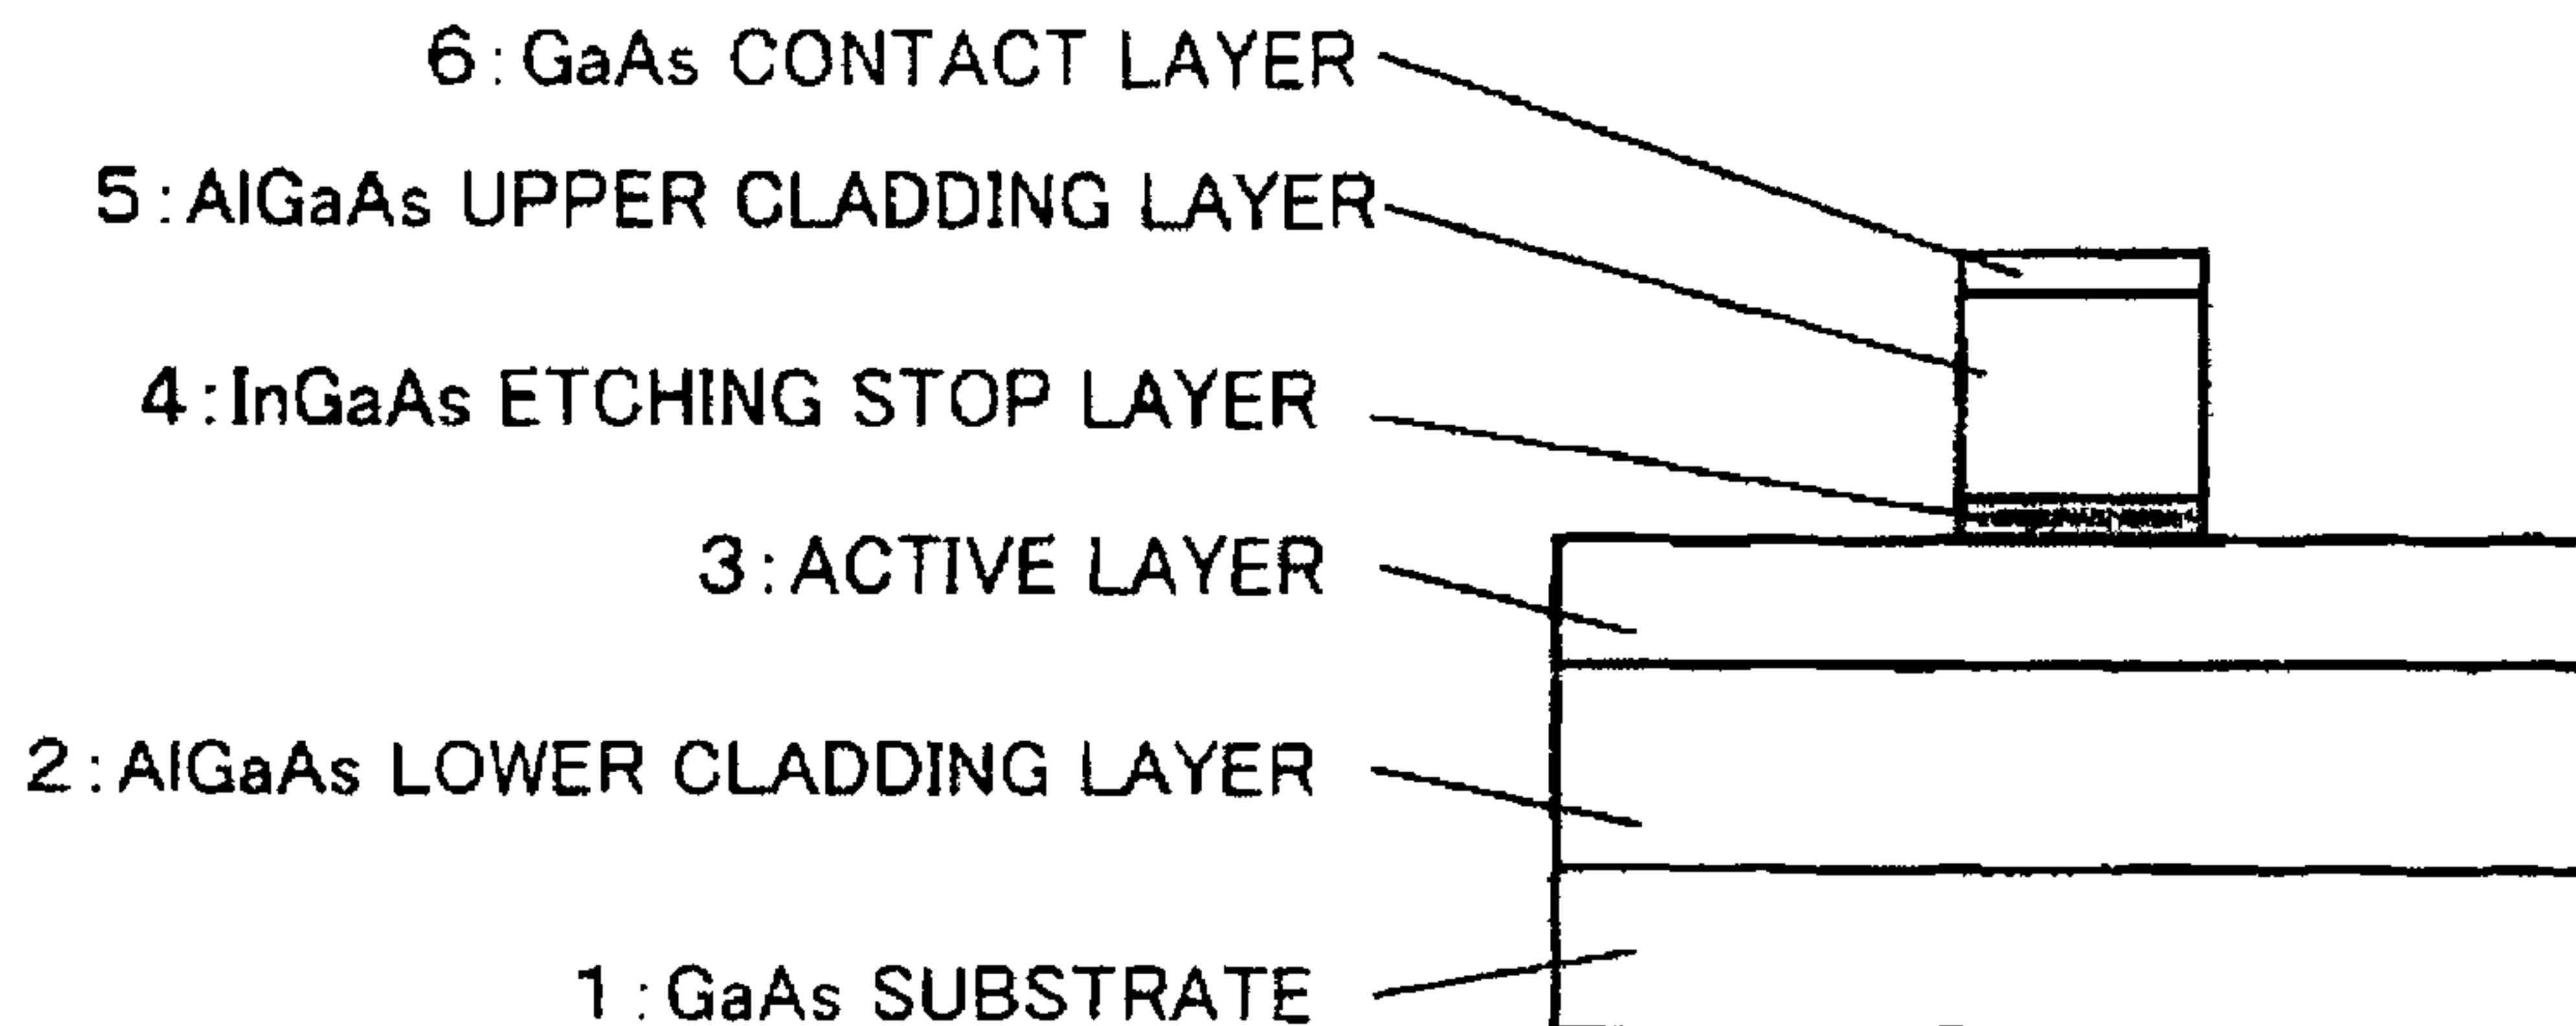 6:GaAs CONTACT LAYER
5:AlGaAs UPPER CLADDING LAYER
4:InGaAs ETCHING STOP LAYER
3:ACTIVE LAYER
2:AlGaAs LOWER CLADDING LAYER
1:GaAs SUBSTRATE